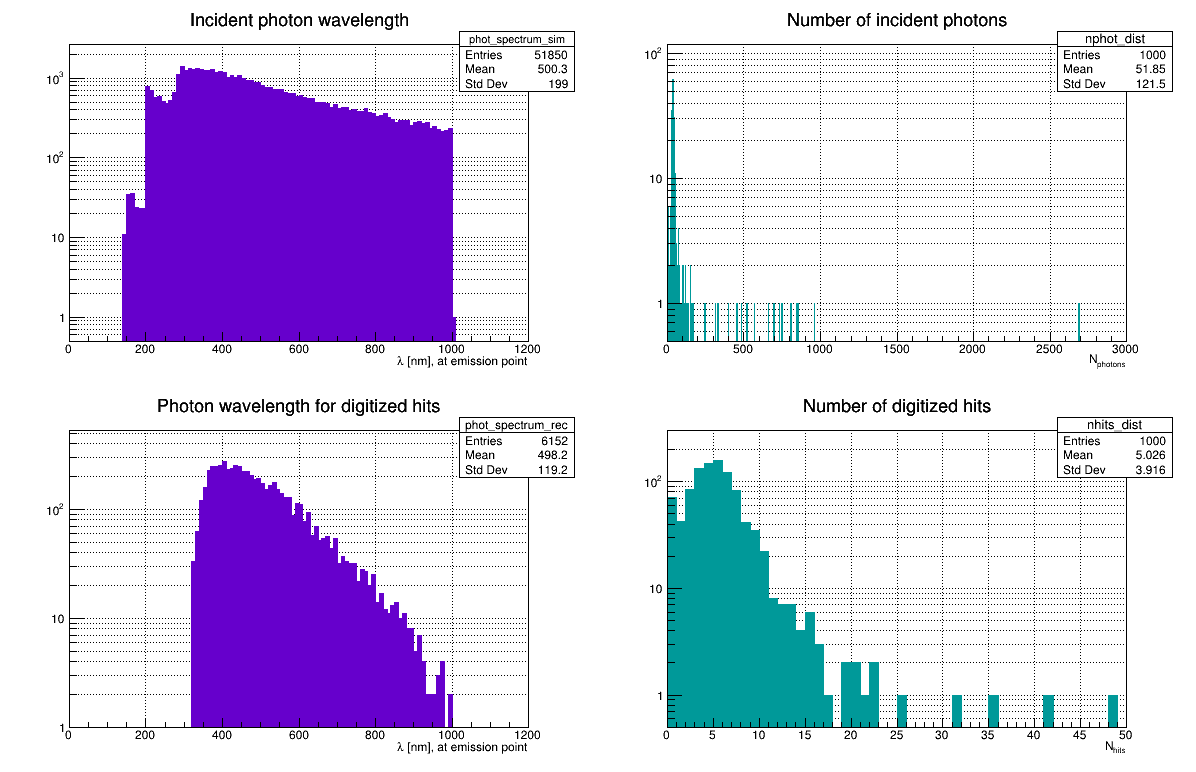 Incident photon wavelength
phot_spectrum_sim
Entries 51850
Mean 500.3
Std Dev 199
10³
10²
10
1
0 200 400 600 800 1000 1200
λ [nm], at emission point
Number of incident photons
nphot_dist
Entries 1000
Mean 51.85
Std Dev 121.5
10²
10
1
0 500 1000 1500 2000 2500 3000
N_photons
Photon wavelength for digitized hits
phot_spectrum_rec
Entries 6152
Mean 498.2
Std Dev 119.2
10²
10
1
0 200 400 600 800 1000 1200
λ [nm], at emission point
Number of digitized hits
nhits_dist
Entries 1000
Mean 5.026
Std Dev 3.916
10²
10
1
0 5 10 15 20 25 30 35 40 45 50
N_hits